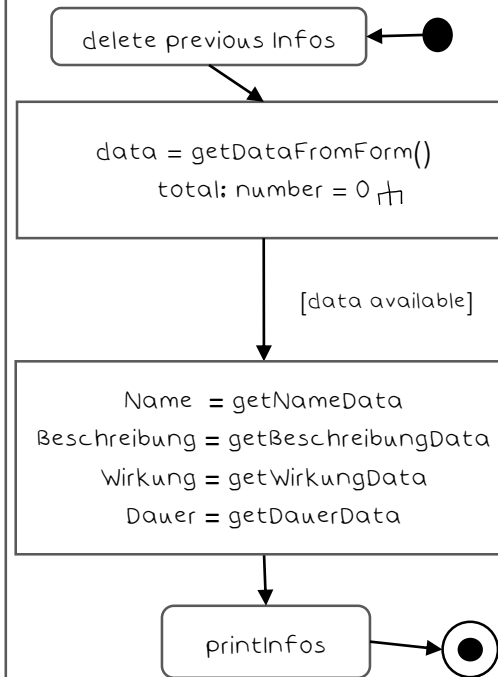 delete previous Infos
data = getDataFromForm()
total: number = 0
[data available]
Name = getNameData
Beschreibung = getBeschreibungData
Wirkung = getWirkungData
Dauer = getDauerData
printInfos